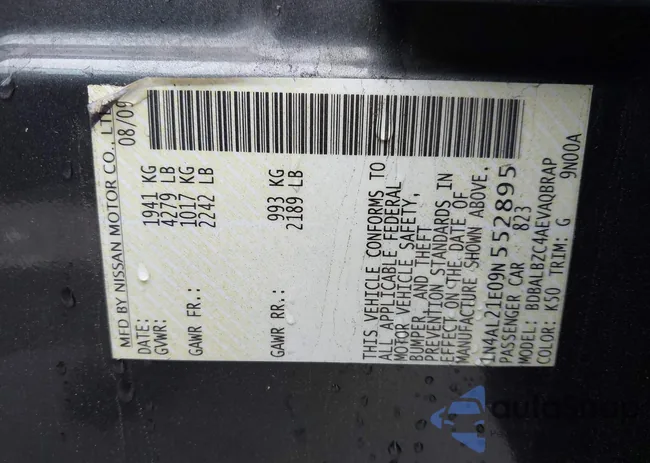 MFD BY NISSAN MOTOR CO., LT
DATE: 08/09
GVWR: 1941 KG
4279 LB
GAWR FR.: 1017 KG
2242 LB
GAWR RR.: 993 KG
2189 LB
THIS VEHICLE CONFORMS TO
ALL APPLICABLE FEDERAL
MOTOR VEHICLE SAFETY,
BUMPER, AND THEFT
PREVENTION STANDARDS IN
EFFECT ON THE DATE OF
MANUFACTURE SHOWN ABOVE.
1N4AL21E09N552895
PASSENGER CAR 823
MODEL: BDBALBZC4AEVAQBRAP
COLOR: K50 TRIM: G 9N00A